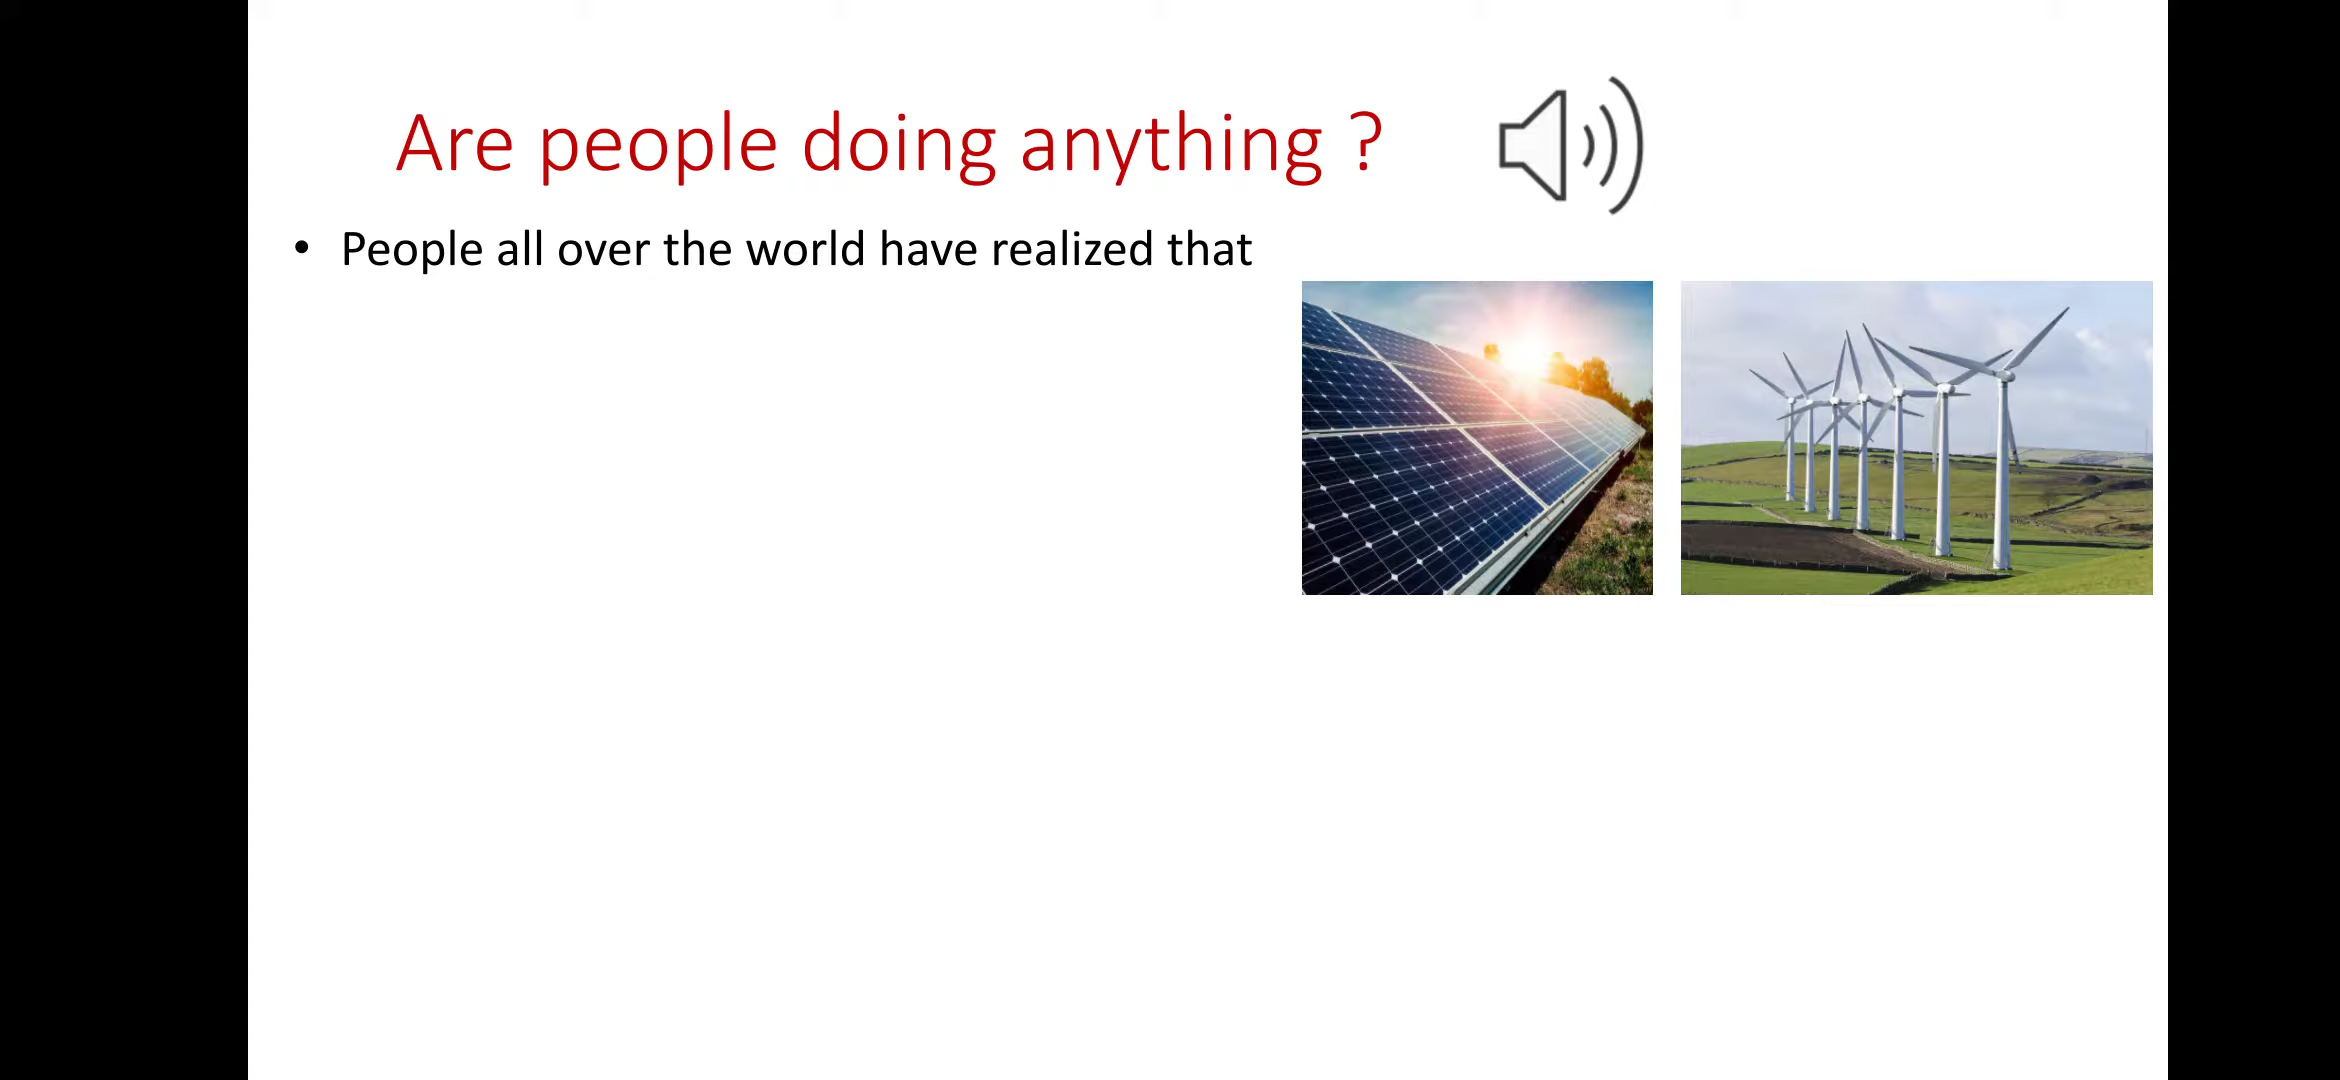 Are people doing anything ?
• People all over the world have realized that